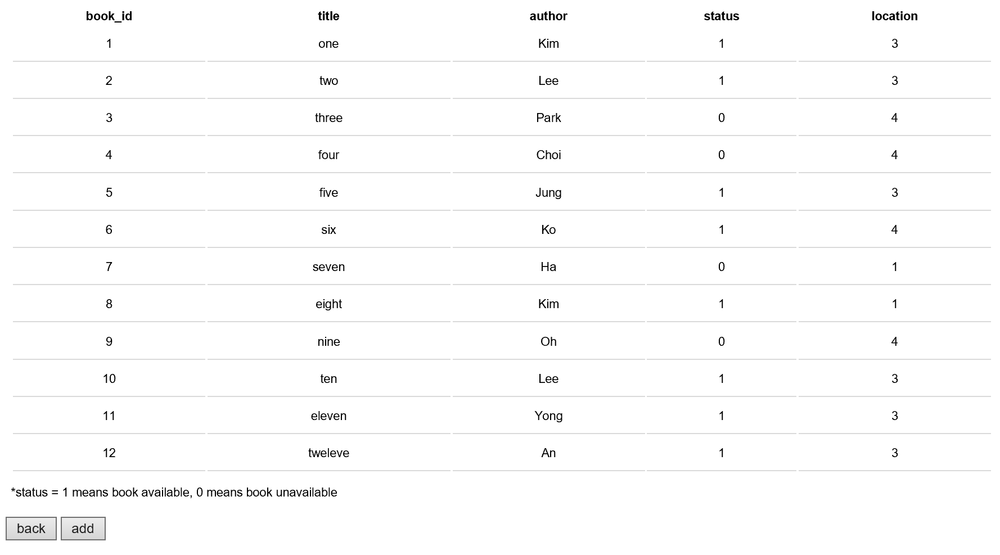 book_id title author status location
1 one Kim 1 3
2 two Lee 1 3
3 three Park 0 4
4 four Choi 0 4
5 five Jung 1 3
6 six Ko 1 4
7 seven Ha 0 1
8 eight Kim 1 1
9 nine Oh 0 4
10 ten Lee 1 3
11 eleven Yong 1 3
12 tweleve An 1 3
*status = 1 means book available, 0 means book unavailable
back add